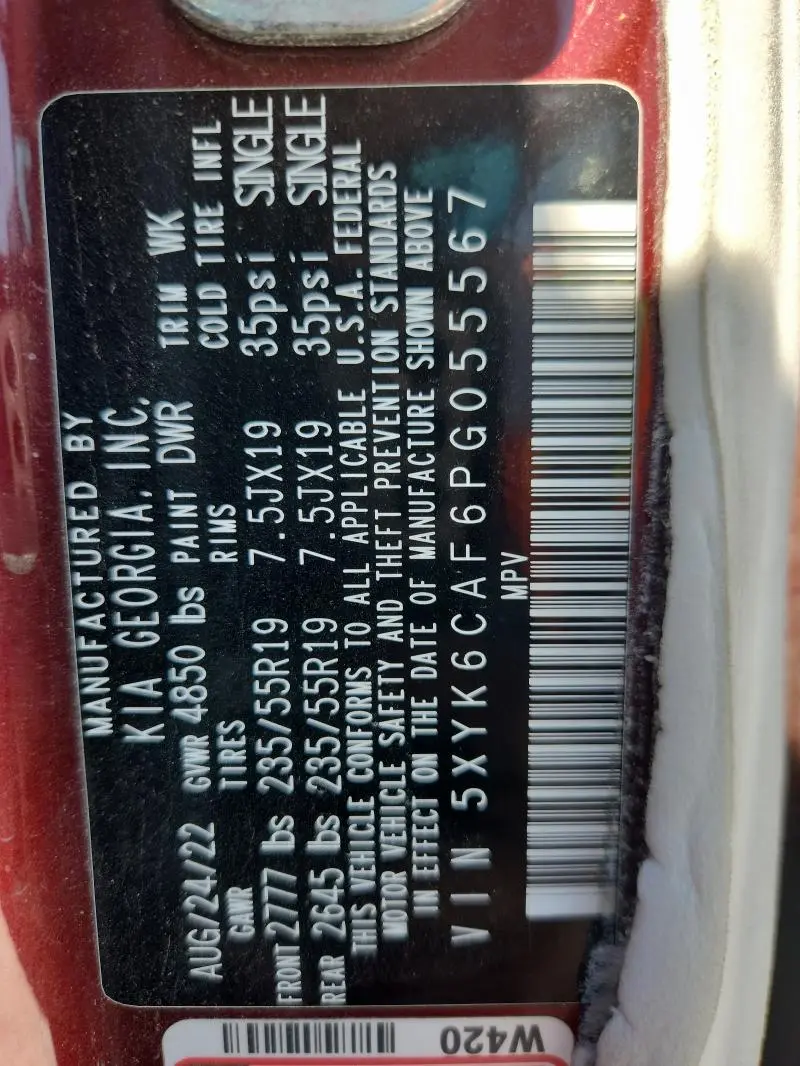 MANUFACTURED BY
KIA GEORGIA, INC.
AUG/24/22 GVWR 4850 lbs PAINT DWR TRIM WK
GAWR TIRES RIMS COLD TIRE INFL
FRONT 2777 lbs 235/55R19 7.5JX19 35psi SINGLE
REAR 2645 lbs 235/55R19 7.5JX19 35psi SINGLE
THIS VEHICLE CONFORMS TO ALL APPLICABLE U.S.A. FEDERAL
MOTOR VEHICLE SAFETY AND THEFT PREVENTION STANDARDS
IN EFFECT ON THE DATE OF MANUFACTURE SHOWN ABOVE
VIN 5XYK6CAF6PG055567
MPV
W420